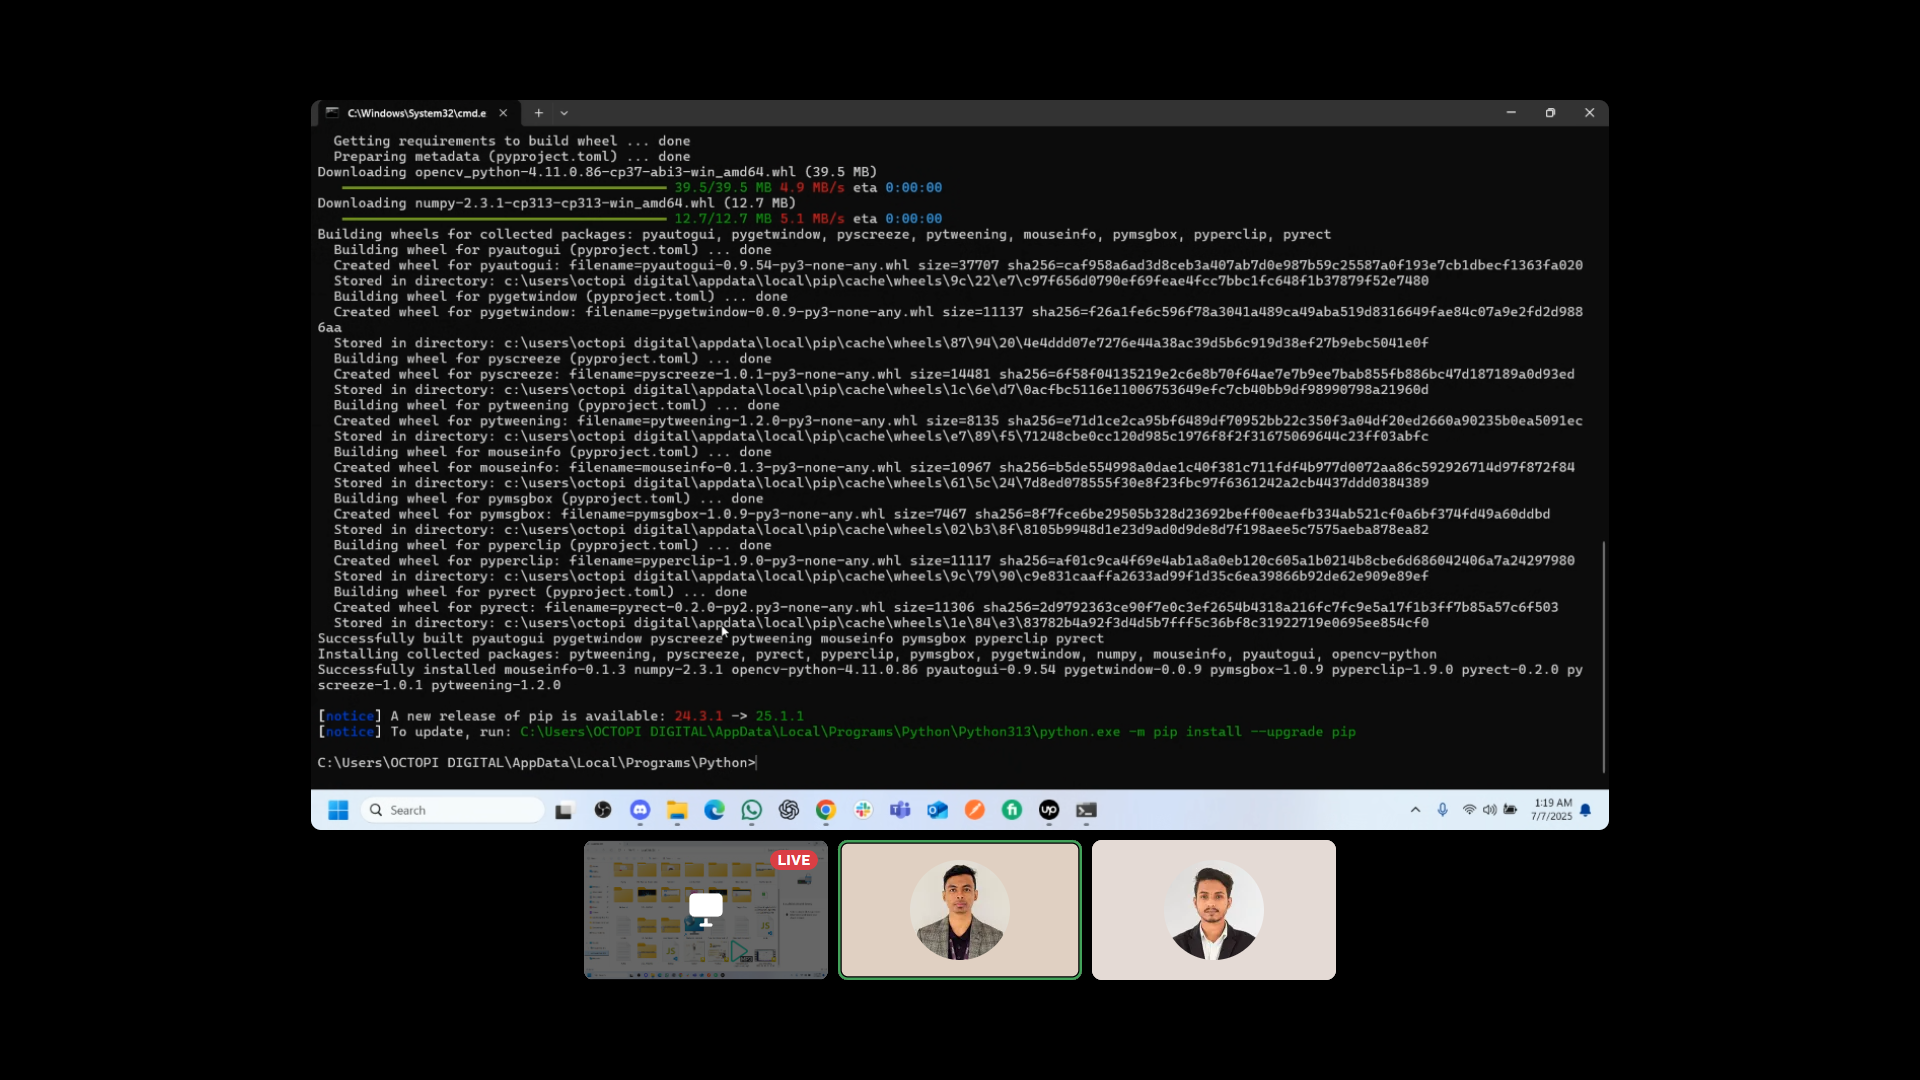 C:\Windows\System32\cmd.e
Getting requirements to build wheel ... done
Preparing metadata (pyproject.toml) ... done
Downloading opencv_python-4.11.0.86-cp37-abi3-win_amd64.whl (39.5 MB)
39.5/39.5 MB 4.9 MB/s eta 0:00:00
Downloading numpy-2.3.1-cp313-cp313-win_amd64.whl (12.7 MB)
12.7/12.7 MB 5.1 MB/s eta 0:00:00
Building wheels for collected packages: pyautogui, pygetwindow, pyscreeze, pytweening, mouseinfo, pymsgbox, pyperclip, pyrect
Building wheel for pyautogui (pyproject.toml) ... done
Created wheel for pyautogui: filename=pyautogui-0.9.54-py3-none-any.whl size=37707 sha256=caf958a6ad3d8ceb3a407ab7d0e987b59c25587a0f193e7cb1dbecf1363fa020
Stored in directory: c:\users\octopi digital\appdata\local\pip\cache\wheels\9c\22\e7\c97f656d0790ef69feae4fcc7bbc1fc648f1b37879f52e7480
Building wheel for pygetwindow (pyproject.toml) ... done
Created wheel for pygetwindow: filename=pygetwindow-0.0.9-py3-none-any.whl size=11137 sha256=f26a1fe6c596f78a3041a489ca49aba519d8316649fae84c07a9e2fd2d988
6aa
Stored in directory: c:\users\octopi digital\appdata\local\pip\cache\wheels\87\94\20\4e4ddd07e7276e44a38ac39d5b6c919d38ef27b9ebc5041e0f
Building wheel for pyscreeze (pyproject.toml) ... done
Created wheel for pyscreeze: filename=pyscreeze-1.0.1-py3-none-any.whl size=14481 sha256=6f58f04135219e2c6e8b70f64ae7e7b9ee7bab855fb886bc47d187189a0d93ed
Stored in directory: c:\users\octopi digital\appdata\local\pip\cache\wheels\1c\6e\d7\0acfbc5116e11006753649efc7cb40bb9df98990798a21960d
Building wheel for pytweening (pyproject.toml) ... done
Created wheel for pytweening: filename=pytweening-1.2.0-py3-none-any.whl size=8135 sha256=e71d1ce2ca95bf6489df70952bb22c350f3a04df20ed2660a90235b0ea5091ec
Stored in directory: c:\users\octopi digital\appdata\local\pip\cache\wheels\e7\89\f5\71248cbe0cc120d985c1976f8f2f31675069644c23ff03abfc
Building wheel for mouseinfo (pyproject.toml) ... done
Created wheel for mouseinfo: filename=mouseinfo-0.1.3-py3-none-any.whl size=10967 sha256=b5de554998a0dae1c40f381c711fdf4b977d0072aa86c592926714d97f872f84
Stored in directory: c:\users\octopi digital\appdata\local\pip\cache\wheels\61\5c\24\7d8ed078555f30e8f23fbc97f6361242a2cb4437ddd0384389
Building wheel for pymsgbox (pyproject.toml) ... done
Created wheel for pymsgbox: filename=pymsgbox-1.0.9-py3-none-any.whl size=7467 sha256=8f7fce6be29505b328d23692beff00eaefb334ab521cf0a6bf374fd49a60ddbd
Stored in directory: c:\users\octopi digital\appdata\local\pip\cache\wheels\02\b3\8f\8105b9948d1e23d9ad0d9de8d7f198aee5c7575aeba878ea82
Building wheel for pyperclip (pyproject.toml) ... done
Created wheel for pyperclip: filename=pyperclip-1.9.0-py3-none-any.whl size=11117 sha256=af01c9ca4f69e4ab1a8a0eb120c605a1b0214b8cbe6d686042406a7a24297980
Stored in directory: c:\users\octopi digital\appdata\local\pip\cache\wheels\9c\79\90\c9e831caaffa2633ad99f1d35c6ea39866b92de62e909e89ef
Building wheel for pyrect (pyproject.toml) ... done
Created wheel for pyrect: filename=pyrect-0.2.0-py2.py3-none-any.whl size=11306 sha256=2d9792363ce90f7e0c3ef2654b4318a216fc7fc9e5a17f1b3ff7b85a57c6f503
Stored in directory: c:\users\octopi digital\appdata\local\pip\cache\wheels\1e\84\e3\83782b4a92f3d4d5b7fff5c36bf8c31922719e0695ee854cf0
Successfully built pyautogui pygetwindow pyscreeze pytweening mouseinfo pymsgbox pyperclip pyrect
Installing collected packages: pytweening, pyscreeze, pyrect, pyperclip, pymsgbox, pygetwindow, numpy, mouseinfo, pyautogui, opencv-python
Successfully installed mouseinfo-0.1.3 numpy-2.3.1 opencv-python-4.11.0.86 pyautogui-0.9.54 pygetwindow-0.0.9 pymsgbox-1.0.9 pyperclip-1.9.0 pyrect-0.2.0 py
screeze-1.0.1 pytweening-1.2.0
[notice] A new release of pip is available: 24.3.1 -> 25.1.1
[notice] To update, run: C:\Users\OCTOPI DIGITAL\AppData\Local\Programs\Python\Python313\python.exe -m pip install --upgrade pip
C:\Users\OCTOPI DIGITAL\AppData\Local\Programs\Python>
Search
1:19 AM
7/7/2025
LIVE